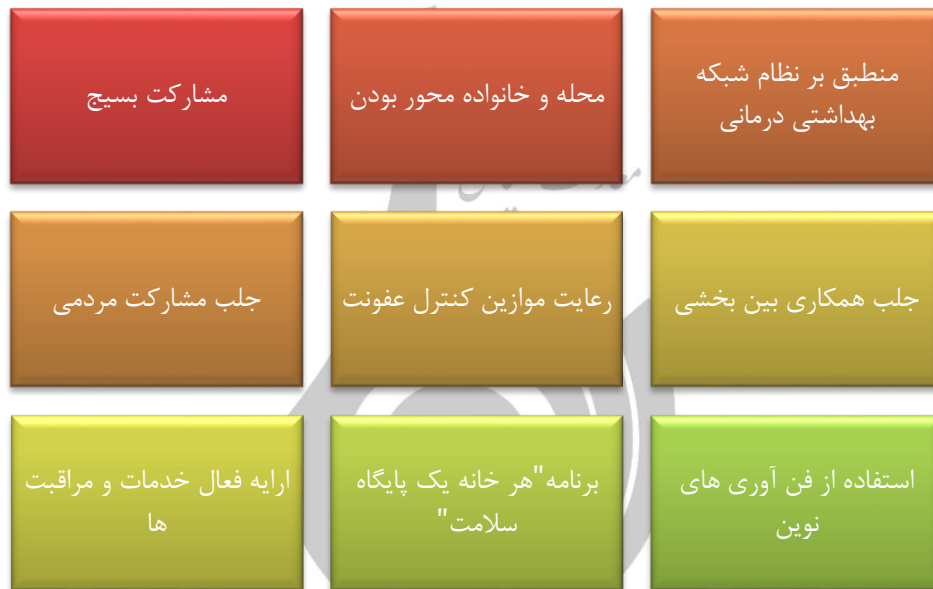 منطبق بر نظام شبکه
بهداشتی درمانی
محله و خانواده محور بودن
مشارکت بسیج
جلب همکاری بین بخشی
رعایت موازین کنترل عفونت
جلب مشارکت مردمی
استفاده از فن آوری های
نوین
برنامه"هر خانه یک پایگاه
سلامت"
ارایه فعال خدمات و مراقبت
ها